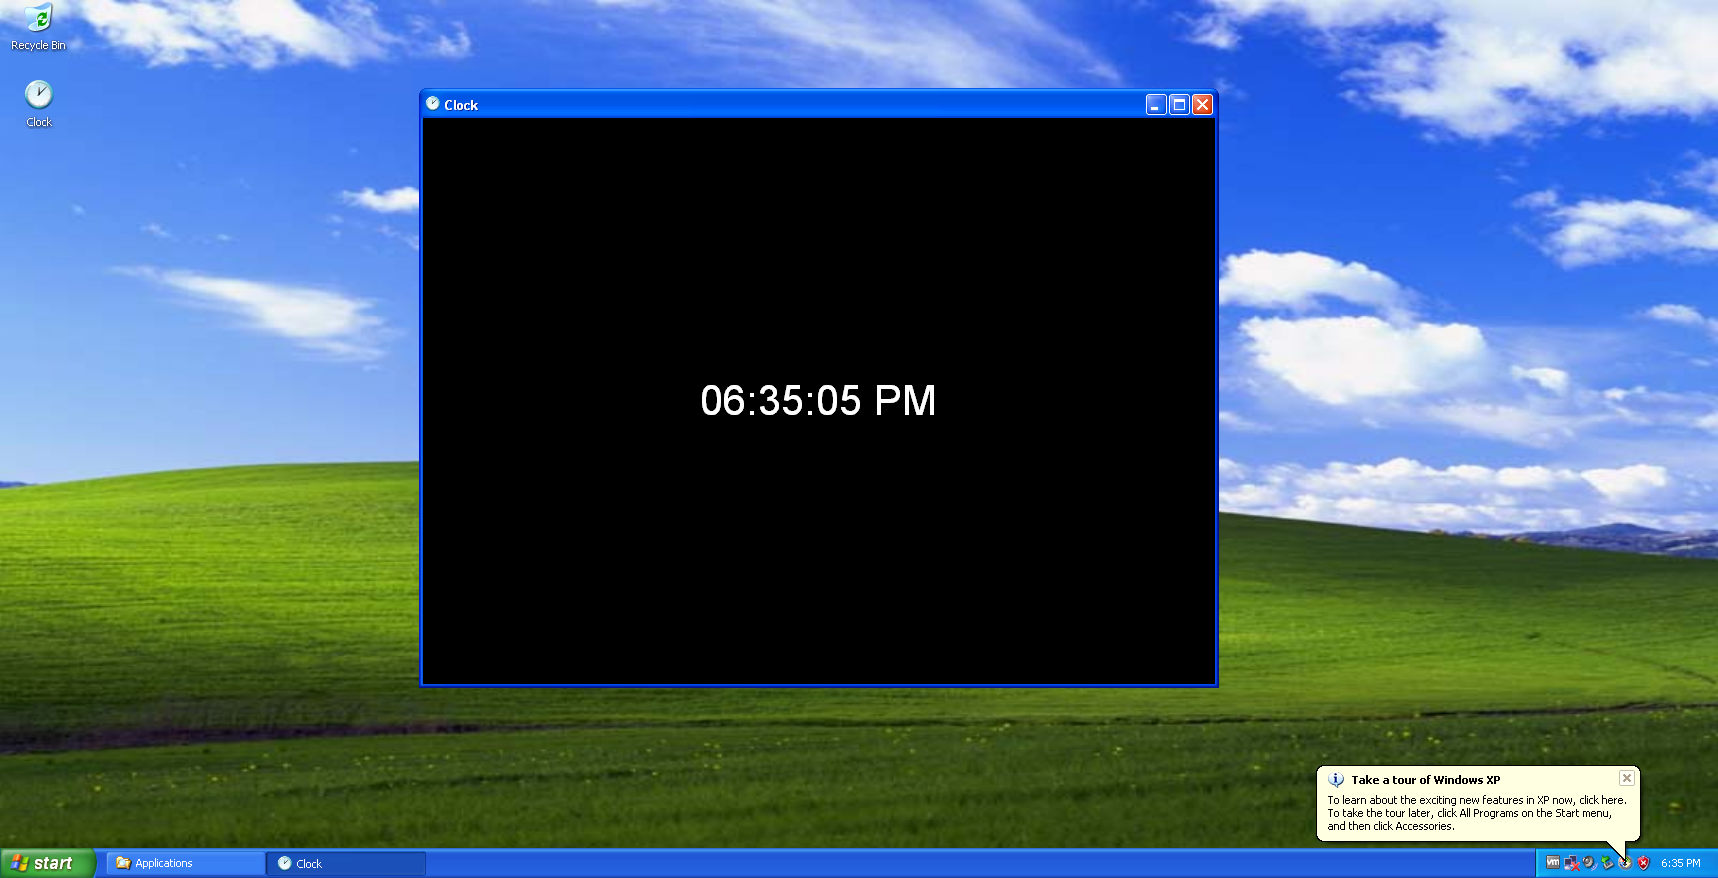 Recycle Bin
Clock
Clock
06:35:05 PM
Take a tour of Windows XP
To learn about the exciting new features in XP now, click here.
To take the tour later, click All Programs on the Start menu,
and then click Accessories.
start
Applications
Clock
vm
6:35 PM